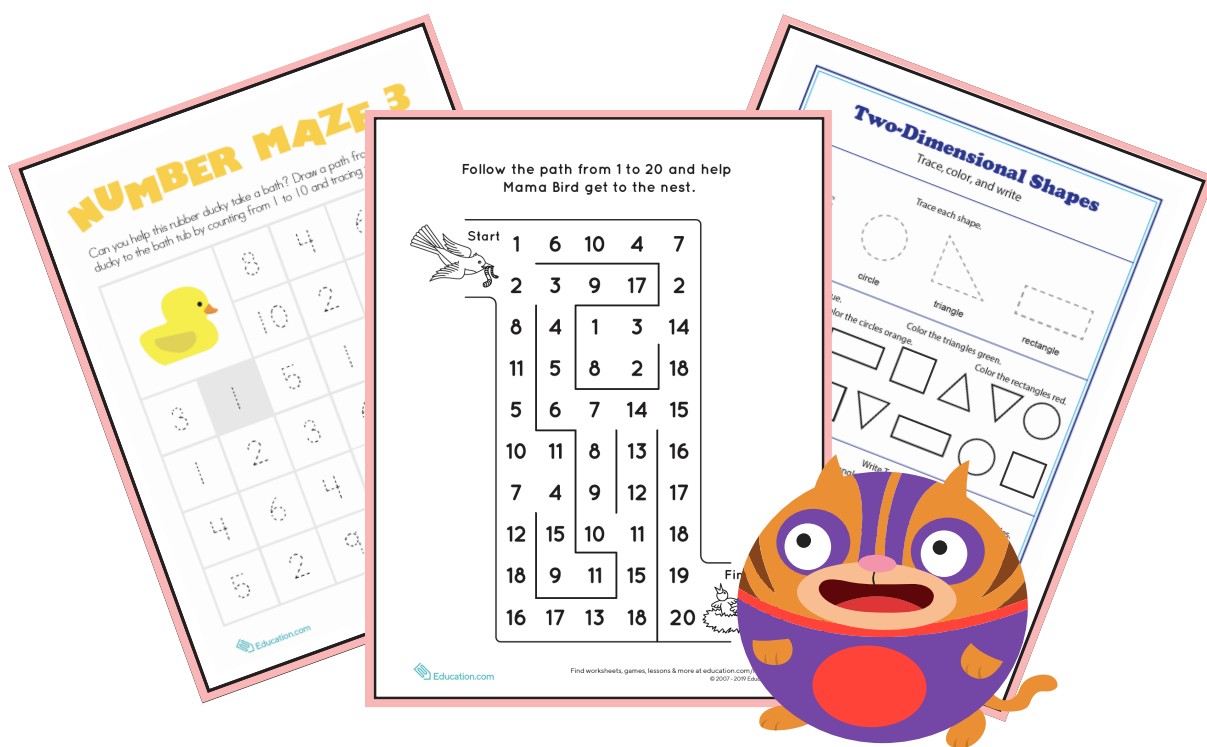 NUMBER MAZE 3
Can you help this rubber ducky take a bath? Draw a path
ducky to the bath tub by counting from 1 to 10 and tracing
8 4
10 2
3 1 5 1
1 2 3
4 6 4
5 2 9
Education.com
Follow the path from 1 to 20 and help
Mama Bird get to the nest.
Start
1 6 10 4 7
2 3 9 17 2
8 4 1 3 14
11 5 8 2 18
5 6 7 14 15
10 11 8 13 16
7 4 9 12 17
12 15 10 11 18
18 9 11 15 19
16 17 13 18 20
Education.com
Find worksheets, games, lessons & more at education.com/
© 2007 - 2019
Two-Dimensional Shapes
Trace, color, and write
Trace each shape.
circle
triangle
rectangle
the circles orange.
Color the triangles green.
Color the rectangles red.
Write